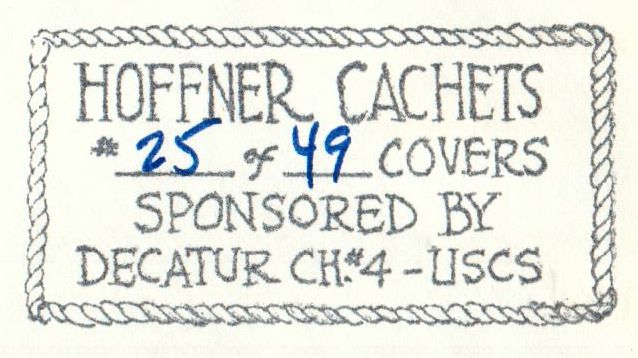 HOFFNER CACHETS
# 25 of 49 COVERS
SPONSORED BY
DECATUR CH.#4-USCS